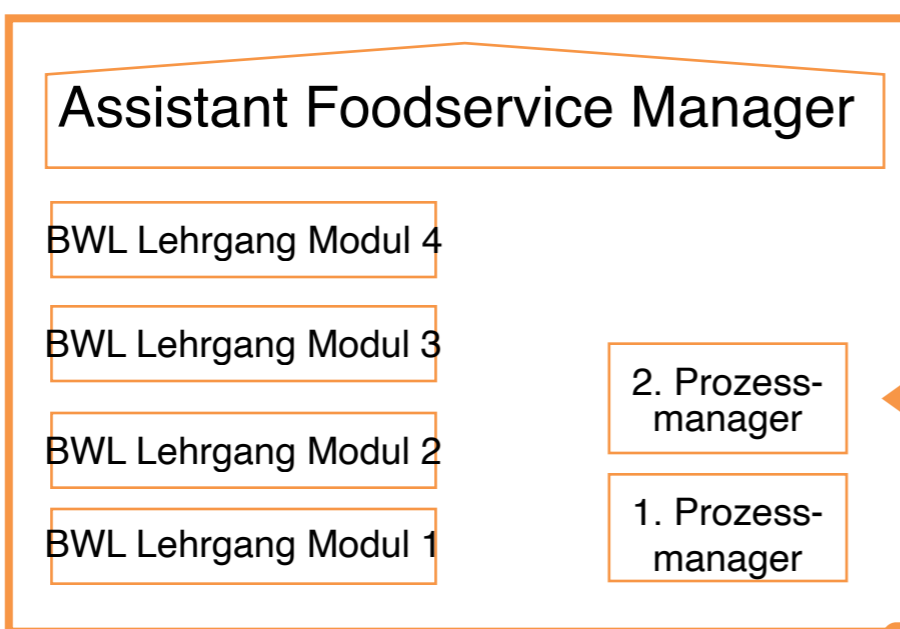 Assistant Foodservice Manager
BWL Lehrgang Modul 4
BWL Lehrgang Modul 3
2. Prozess-
manager
BWL Lehrgang Modul 2
1. Prozess-
manager
BWL Lehrgang Modul 1